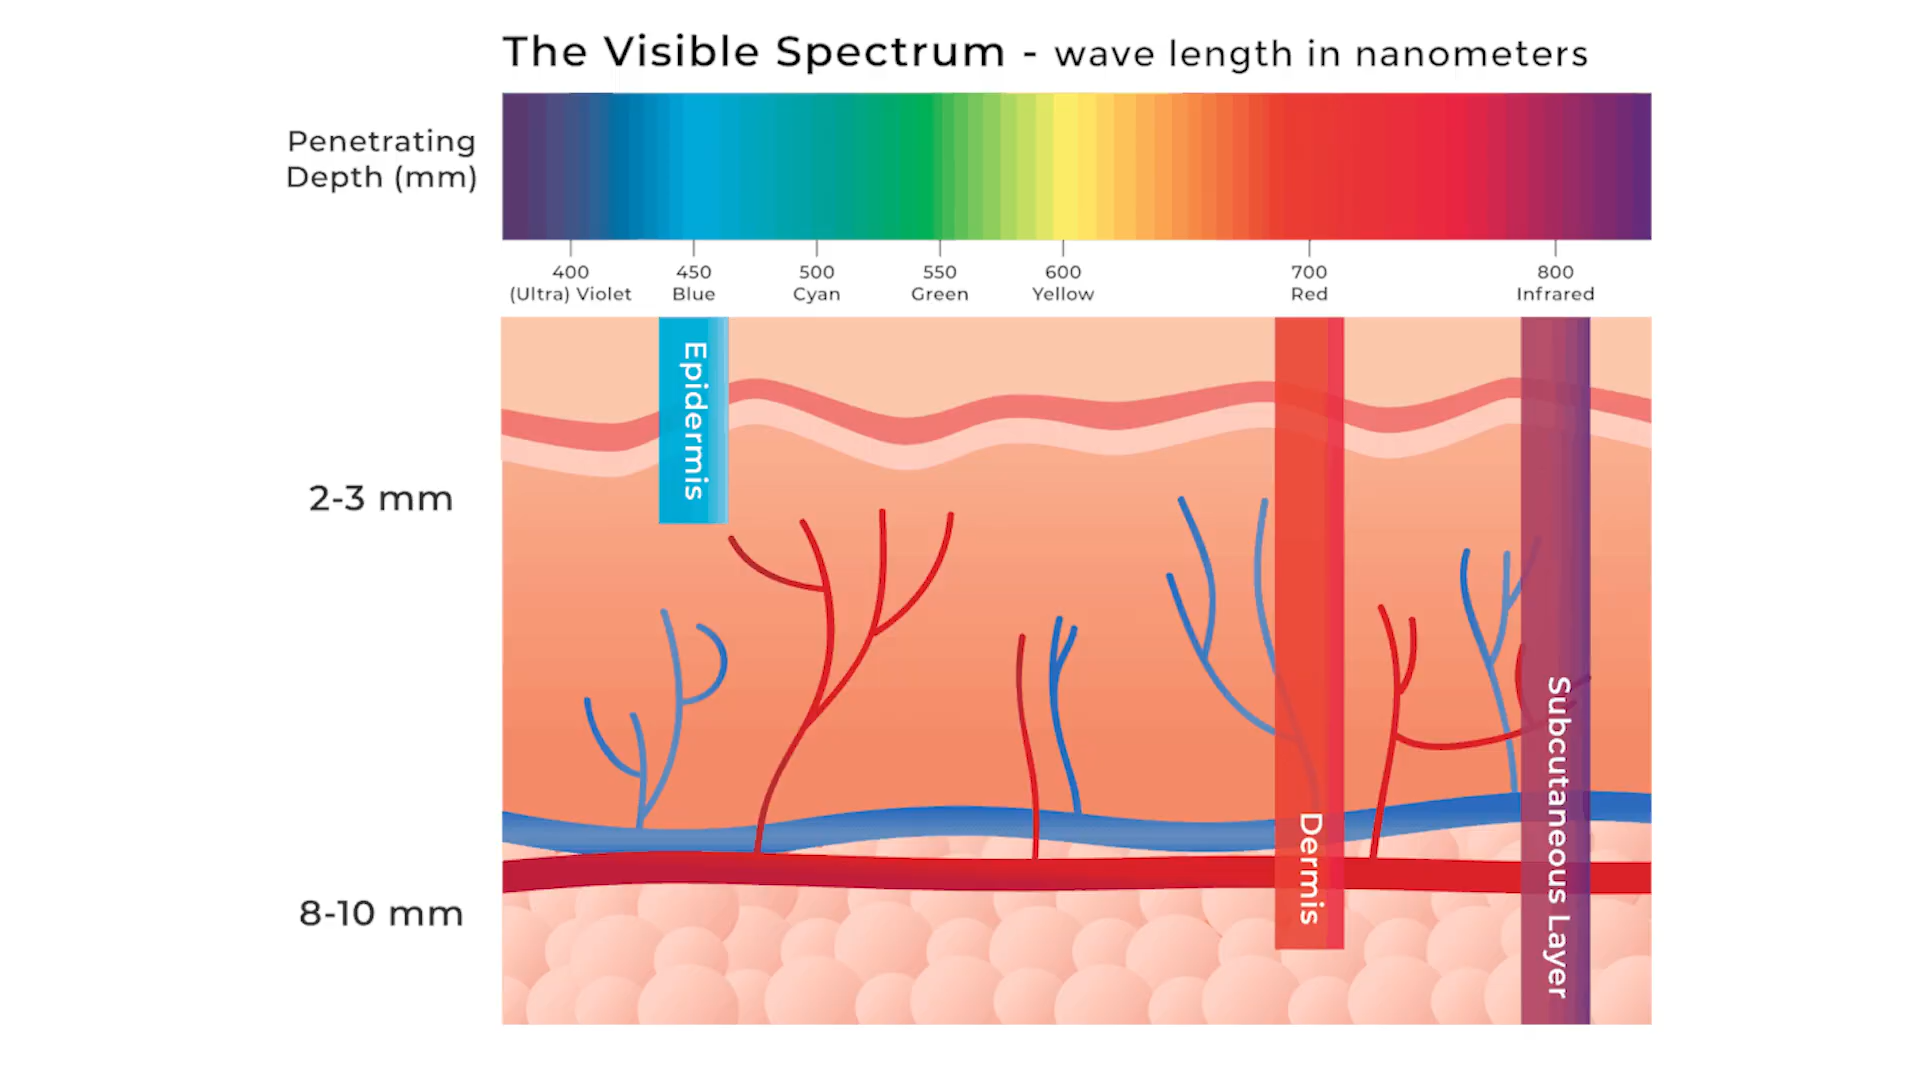 The Visible Spectrum - wave length in nanometers
Penetrating
Depth (mm)
400
(Ultra) Violet
450
Blue
500
Cyan
550
Green
600
Yellow
700
Red
800
Infrared
Epidermis
2-3 mm
Dermis
Subcutaneous Layer
8-10 mm